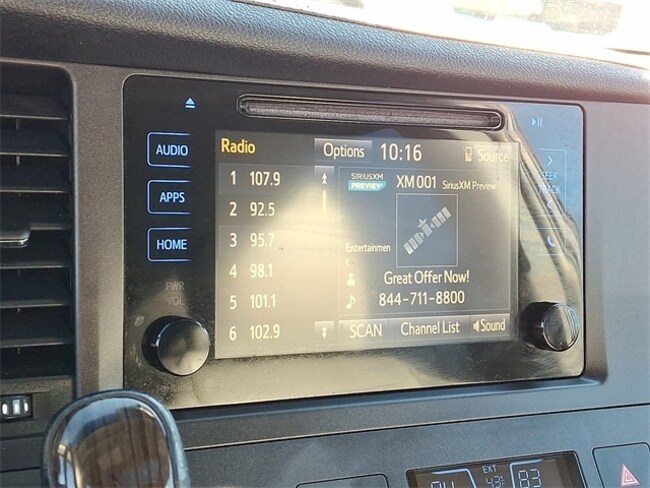 AUDIO
APPS
HOME
PWR
VOL
Radio
Options
10:16
Source
1 107.9
2 92.5
3 95.7
4 98.1
5 101.1
6 102.9
SIRIUSXM
PREVIEW
XM 001
SiriusXM Preview
Entertainmen
t
Great Offer Now!
844-711-8800
SCAN
Channel List
Sound
SEEK
TRACK
EXT
43°
83